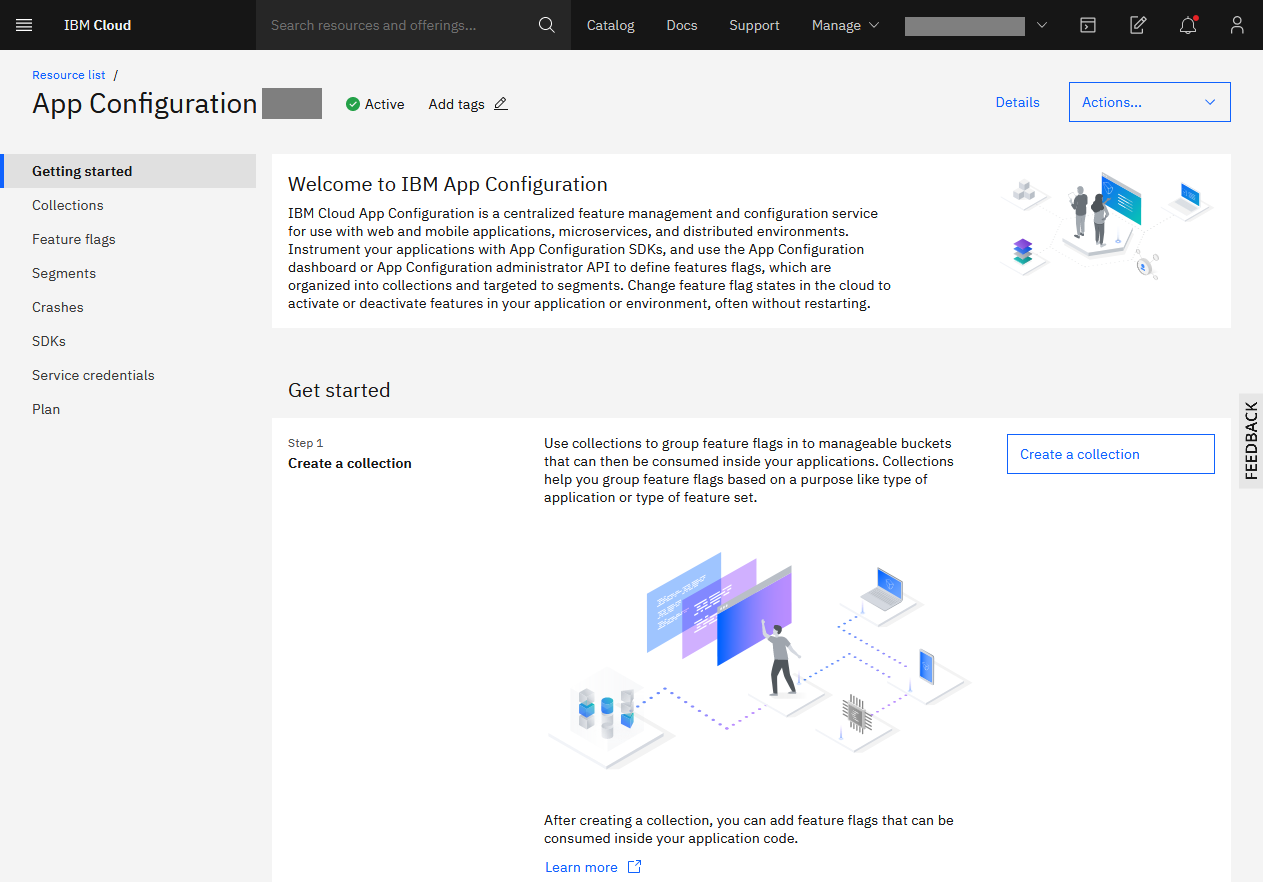 IBM Cloud
Search resources and offerings...
Catalog
Docs
Support
Manage
Resource list /
App Configuration
Active
Add tags
Details
Actions...
Getting started
Collections
Feature flags
Segments
Crashes
SDKs
Service credentials
Plan
Welcome to IBM App Configuration
IBM Cloud App Configuration is a centralized feature management and configuration service
for use with web and mobile applications, microservices, and distributed environments.
Instrument your applications with App Configuration SDKs, and use the App Configuration
dashboard or App Configuration administrator API to define features flags, which are
organized into collections and targeted to segments. Change feature flag states in the cloud to
activate or deactivate features in your application or environment, often without restarting.
Get started
Step 1
Create a collection
Use collections to group feature flags in to manageable buckets
that can then be consumed inside your applications. Collections
help you group feature flags based on a purpose like type of
application or type of feature set.
Create a collection
After creating a collection, you can add feature flags that can be
consumed inside your application code.
Learn more
FEEDBACK